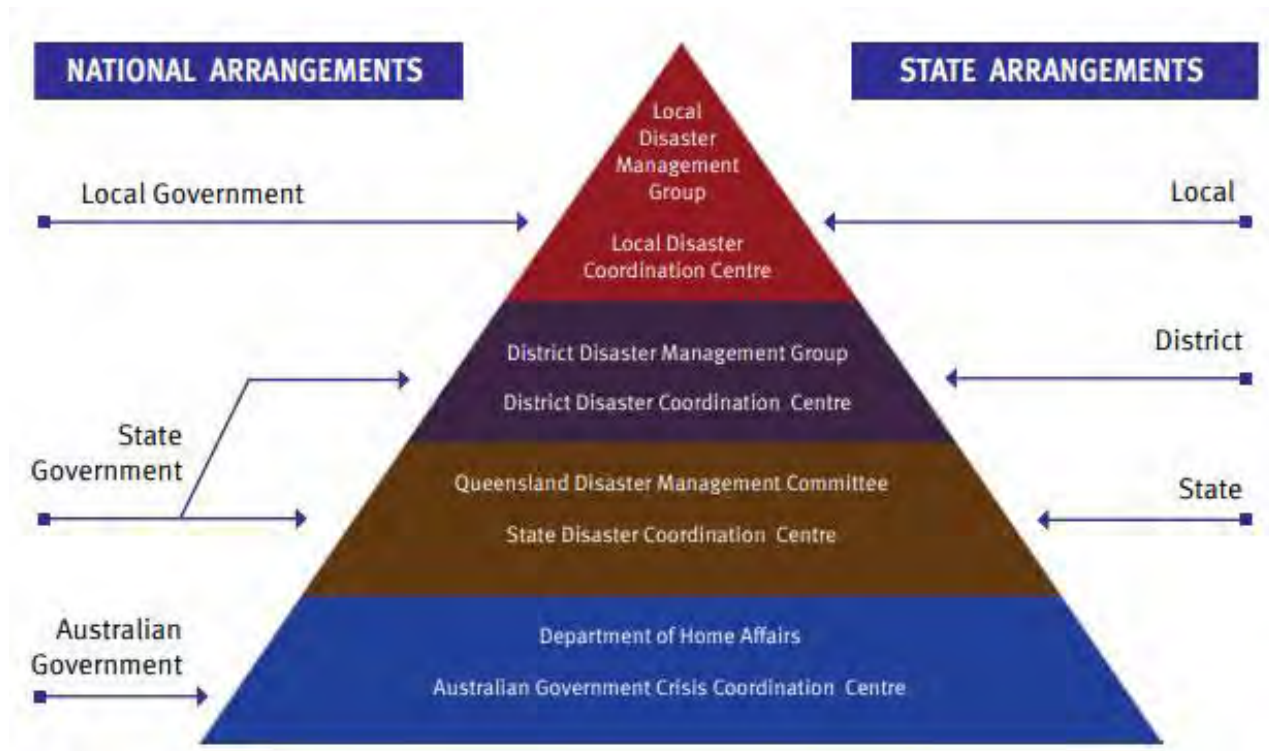 NATIONAL ARRANGEMENTS
STATE ARRANGEMENTS
Local
Disaster
Management
Group
Local Government
Local
Local Disaster
Coordination Centre
District Disaster Management Group
District
District Disaster Coordination Centre
State
Government
Queensland Disaster Management Committee
State
State Disaster Coordination Centre
Australian
Government
Department of Home Affairs
Australian Government Crisis Coordination Centre